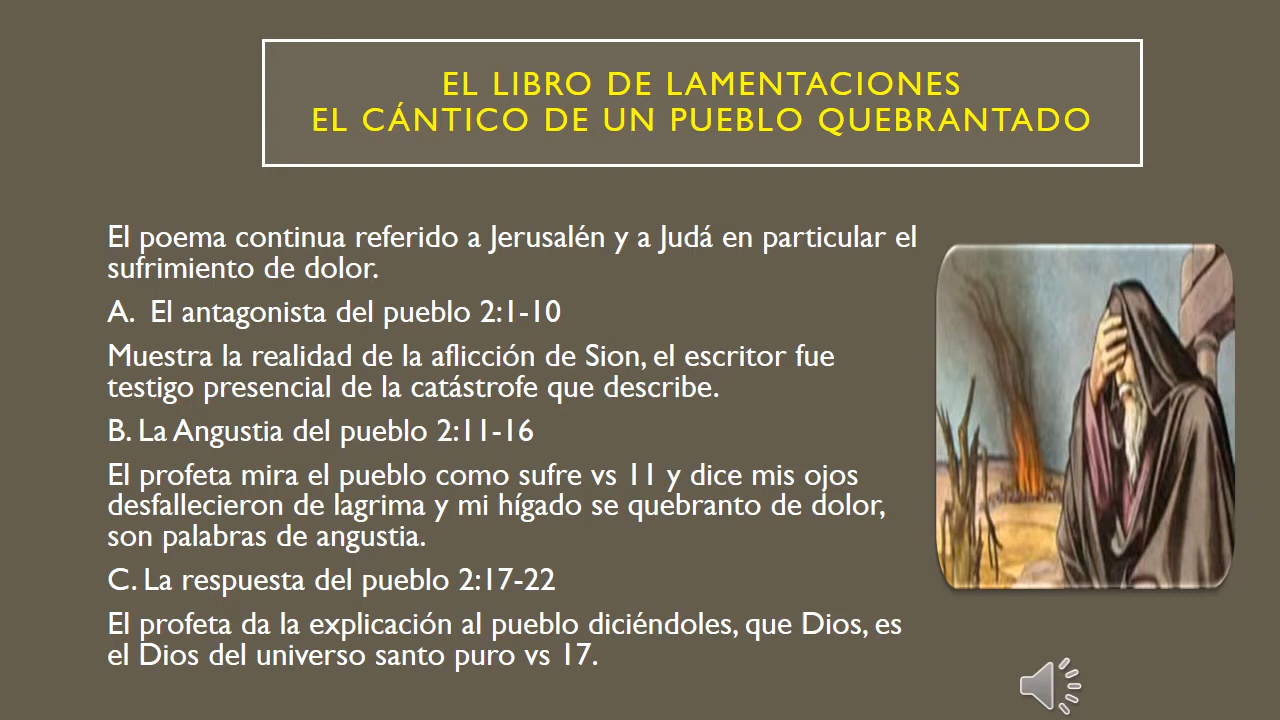 EL LIBRO DE LAMENTACIONES
EL CÁNTICO DE UN PUEBLO QUEBRANTADO
El poema continua referido a Jerusalén y a Judá en particular el
sufrimiento de dolor.
A. El antagonista del pueblo 2:1-10
Muestra la realidad de la aflicción de Sion, el escritor fue
testigo presencial de la catástrofe que describe.
B. La Angustia del pueblo 2:11-16
El profeta mira el pueblo como sufre vs 11 y dice mis ojos
desfallecieron de lagrima y mi hígado se quebranto de dolor,
son palabras de angustia.
C. La respuesta del pueblo 2:17-22
El profeta da la explicación al pueblo diciéndoles, que Dios, es
el Dios del universo santo puro vs 17.